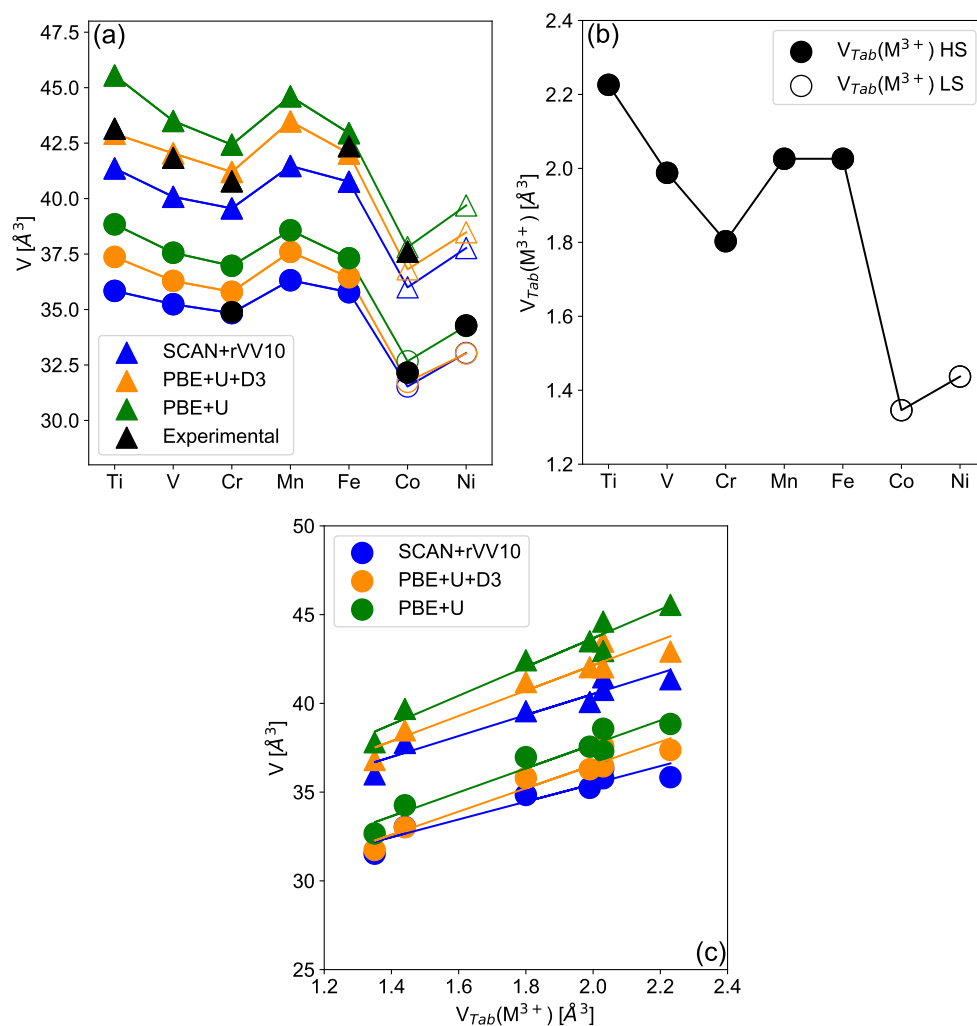 (a)
47.5
45.0
42.5
40.0
37.5
35.0
32.5
30.0
V [Å³]
SCAN+rVV10
PBE+U+D3
PBE+U
Experimental
Ti V Cr Mn Fe Co Ni
(b)
2.4
2.2
2.0
1.8
1.6
1.4
1.2
V_Tab(M³⁺) [Å³]
V_Tab(M³⁺) HS
V_Tab(M³⁺) LS
Ti V Cr Mn Fe Co Ni
50
45
40
35
30
25
V [Å³]
SCAN+rVV10
PBE+U+D3
PBE+U
(c)
1.2 1.4 1.6 1.8 2.0 2.2 2.4
V_Tab(M³⁺) [Å³]